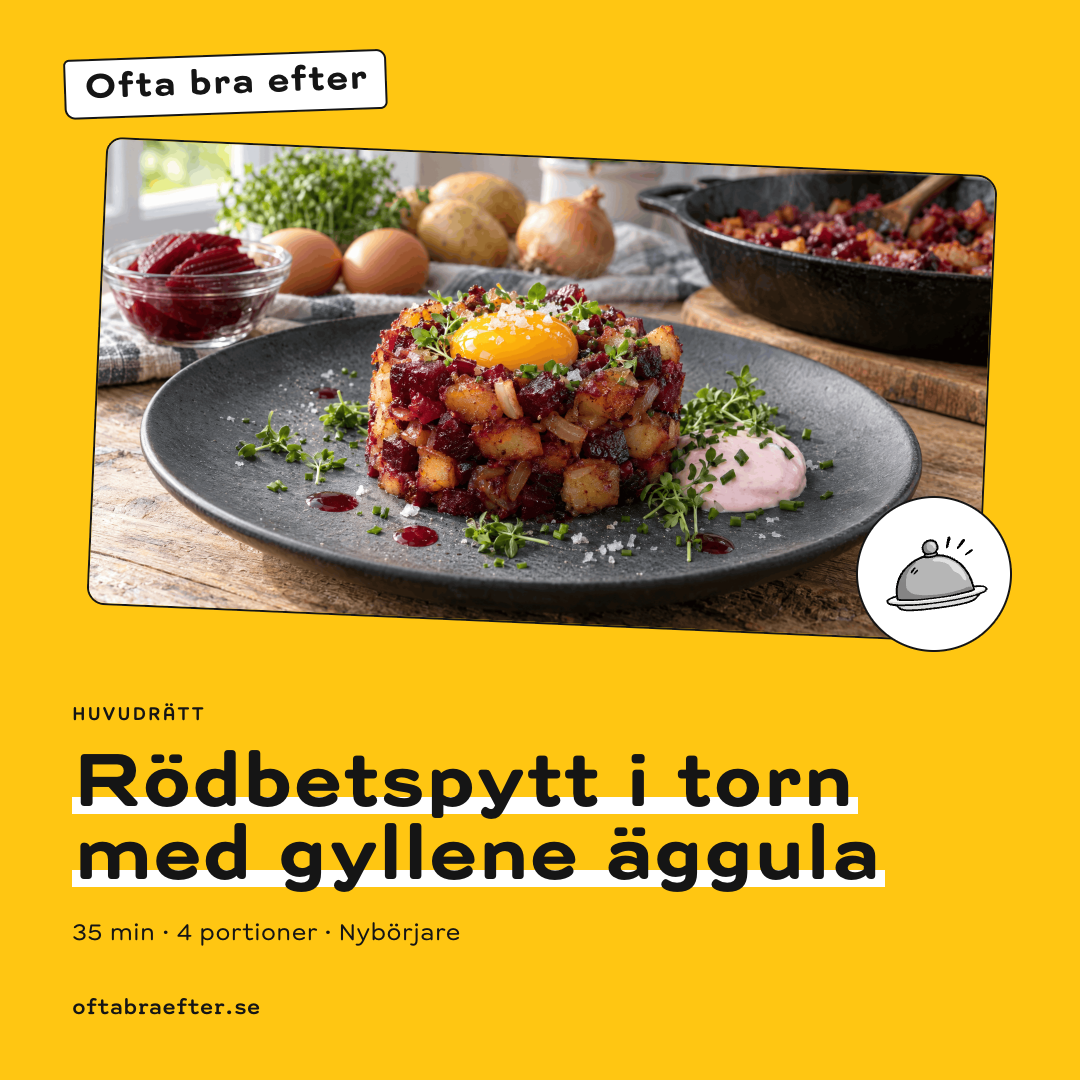 Ofta bra efter
HUVUDRÄTT
Rödbetspytt i torn
med gyllene äggula
35 min · 4 portioner · Nybörjare
oftabraefter.se